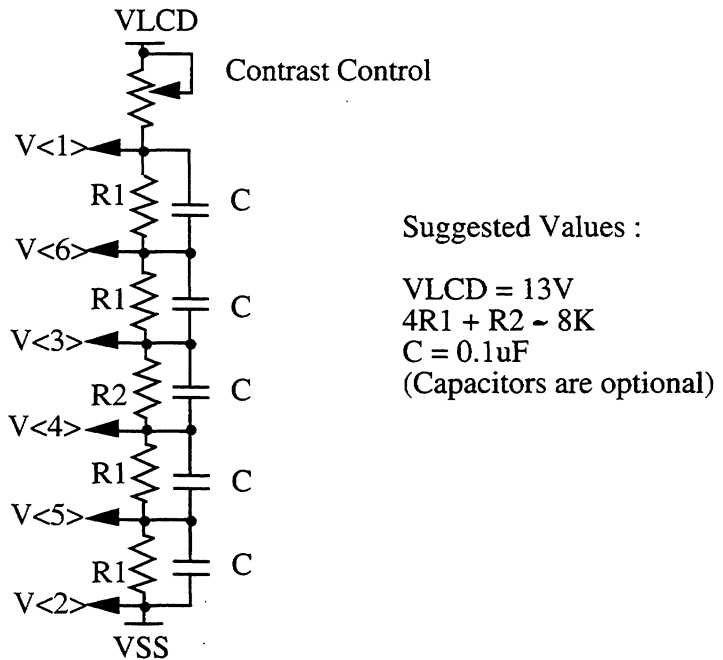 VLCD
Contrast Control
V<1>
R1
C
V<6>
R1
C
V<3>
R2
C
V<4>
R1
C
V<5>
R1
C
V<2>
VSS
Suggested Values :
VLCD = 13V
4R1 + R2 ~ 8K
C = 0.1uF
(Capacitors are optional)